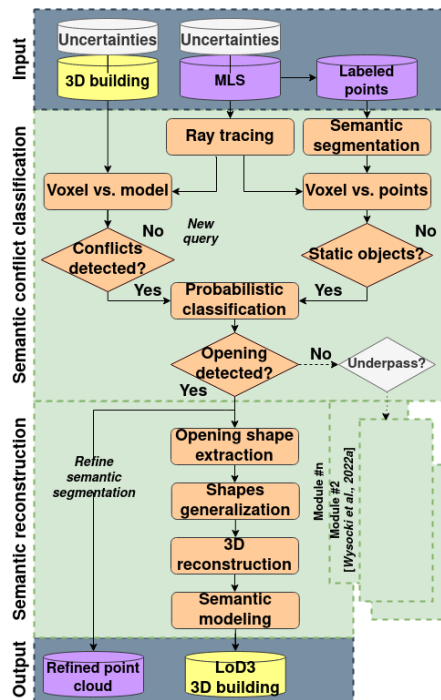 Input
Uncertainties
3D building
Uncertainties
MLS
Labeled
points
Semantic conflict classification
Ray tracing
Semantic
segmentation
Voxel vs. model
Voxel vs. points
No
New
query
No
Conflicts
detected?
Static objects?
Yes
Probabilistic
classification
Yes
Opening
detected?
No
Underpass?
Yes
Semantic reconstruction
Refine
semantic
segmentation
Opening shape
extraction
Shapes
generalization
3D
reconstruction
Semantic
modeling
Module #n
Module #2
[Wysocki et al., 2022a]
Output
Refined point
cloud
LoD3
3D building